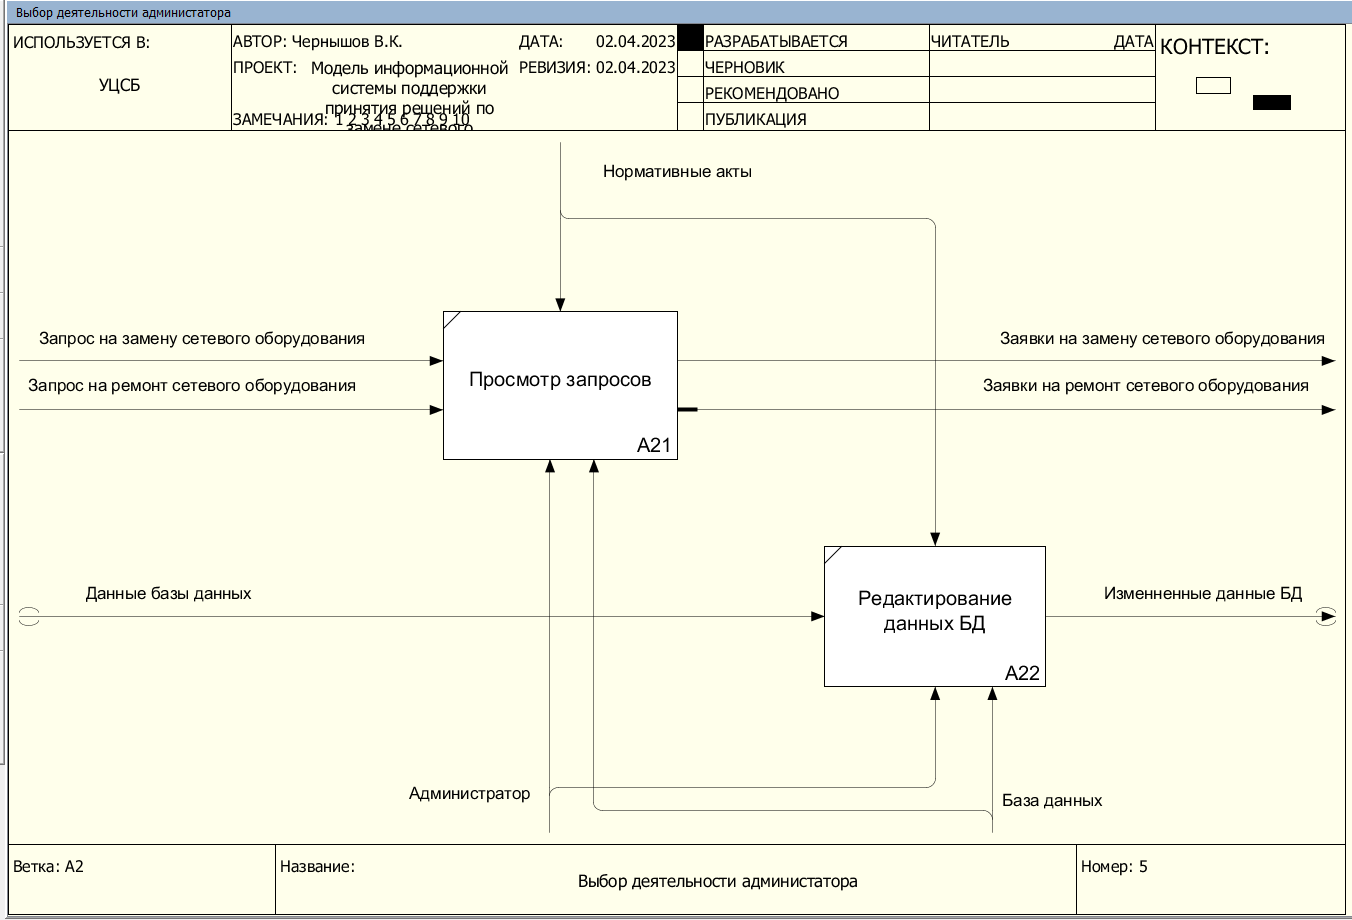 Выбор деятельности администатора
ИСПОЛЬЗУЕТСЯ В:
УЦСБ
АВТОР: Чернышов В.К.
ДАТА: 02.04.2023
ПРОЕКТ: Модель информационной
системы поддержки
принятия решений по
замене сетевого
РЕВИЗИЯ: 02.04.2023
ЗАМЕЧАНИЯ: 1 2 3 4 5 6 7 8 9 10
РАЗРАБАТЫВАЕТСЯ
ЧЕРНОВИК
РЕКОМЕНДОВАНО
ПУБЛИКАЦИЯ
ЧИТАТЕЛЬ ДАТА
КОНТЕКСТ:
Нормативные акты
Запрос на замену сетевого оборудования
Запрос на ремонт сетевого оборудования
Просмотр запросов
A21
Заявки на замену сетевого оборудования
Заявки на ремонт сетевого оборудования
Данные базы данных
Редактирование
данных БД
A22
Изменненные данные БД
Администратор
База данных
Ветка: A2
Название:
Выбор деятельности администатора
Номер: 5